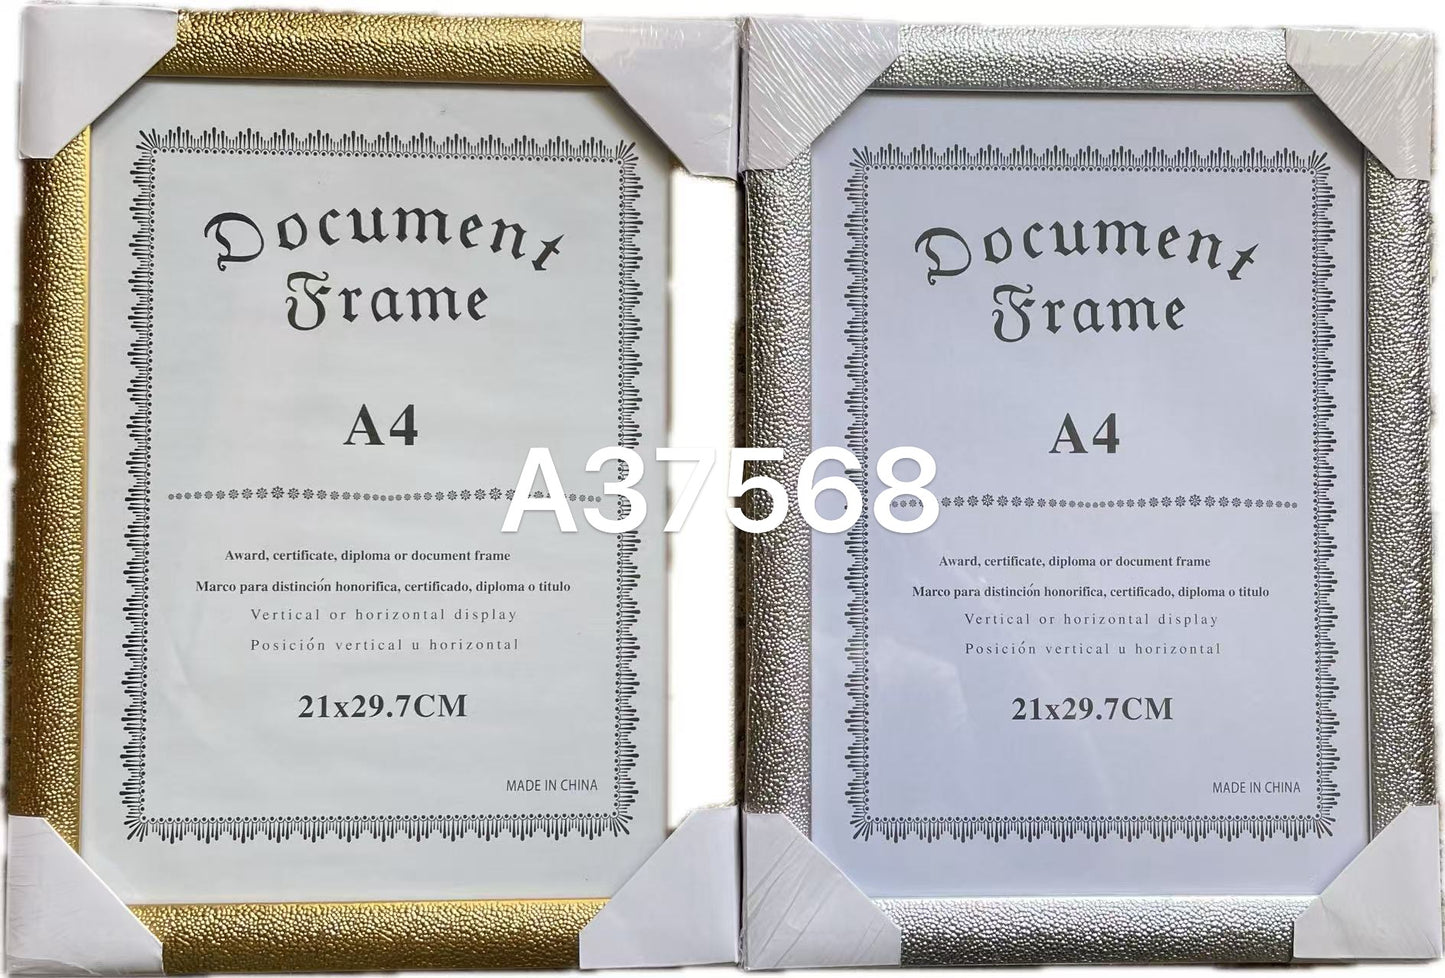 Document
Frame
A4
Award, certificate, diploma or document frame
Marco para distinción honorifica, certificado, diploma o titulo
Vertical or horizontal display
Posición vertical u horizontal
21x29.7CM
MADE IN CHINA
A37568
Document
Frame
A4
Award, certificate, diploma or document frame
Marco para distinción honorifica, certificado, diploma o titulo
Vertical or horizontal display
Posición vertical u horizontal
21x29.7CM
MADE IN CHINA